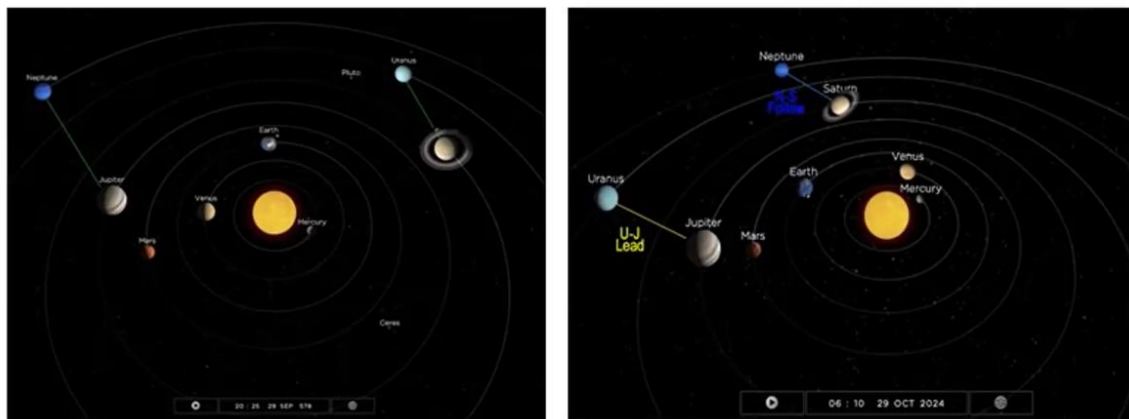 Neptune
Pluto
Uranus
Earth
Jupiter
Venus
Mercury
Mars
Ceres
20 : 25 29 SEP 578
Neptune
Saturn
N-S
Venus
Earth
Uranus
Mercury
U-J
Lead
Jupiter
Mars
06 : 10 29 OCT 2024